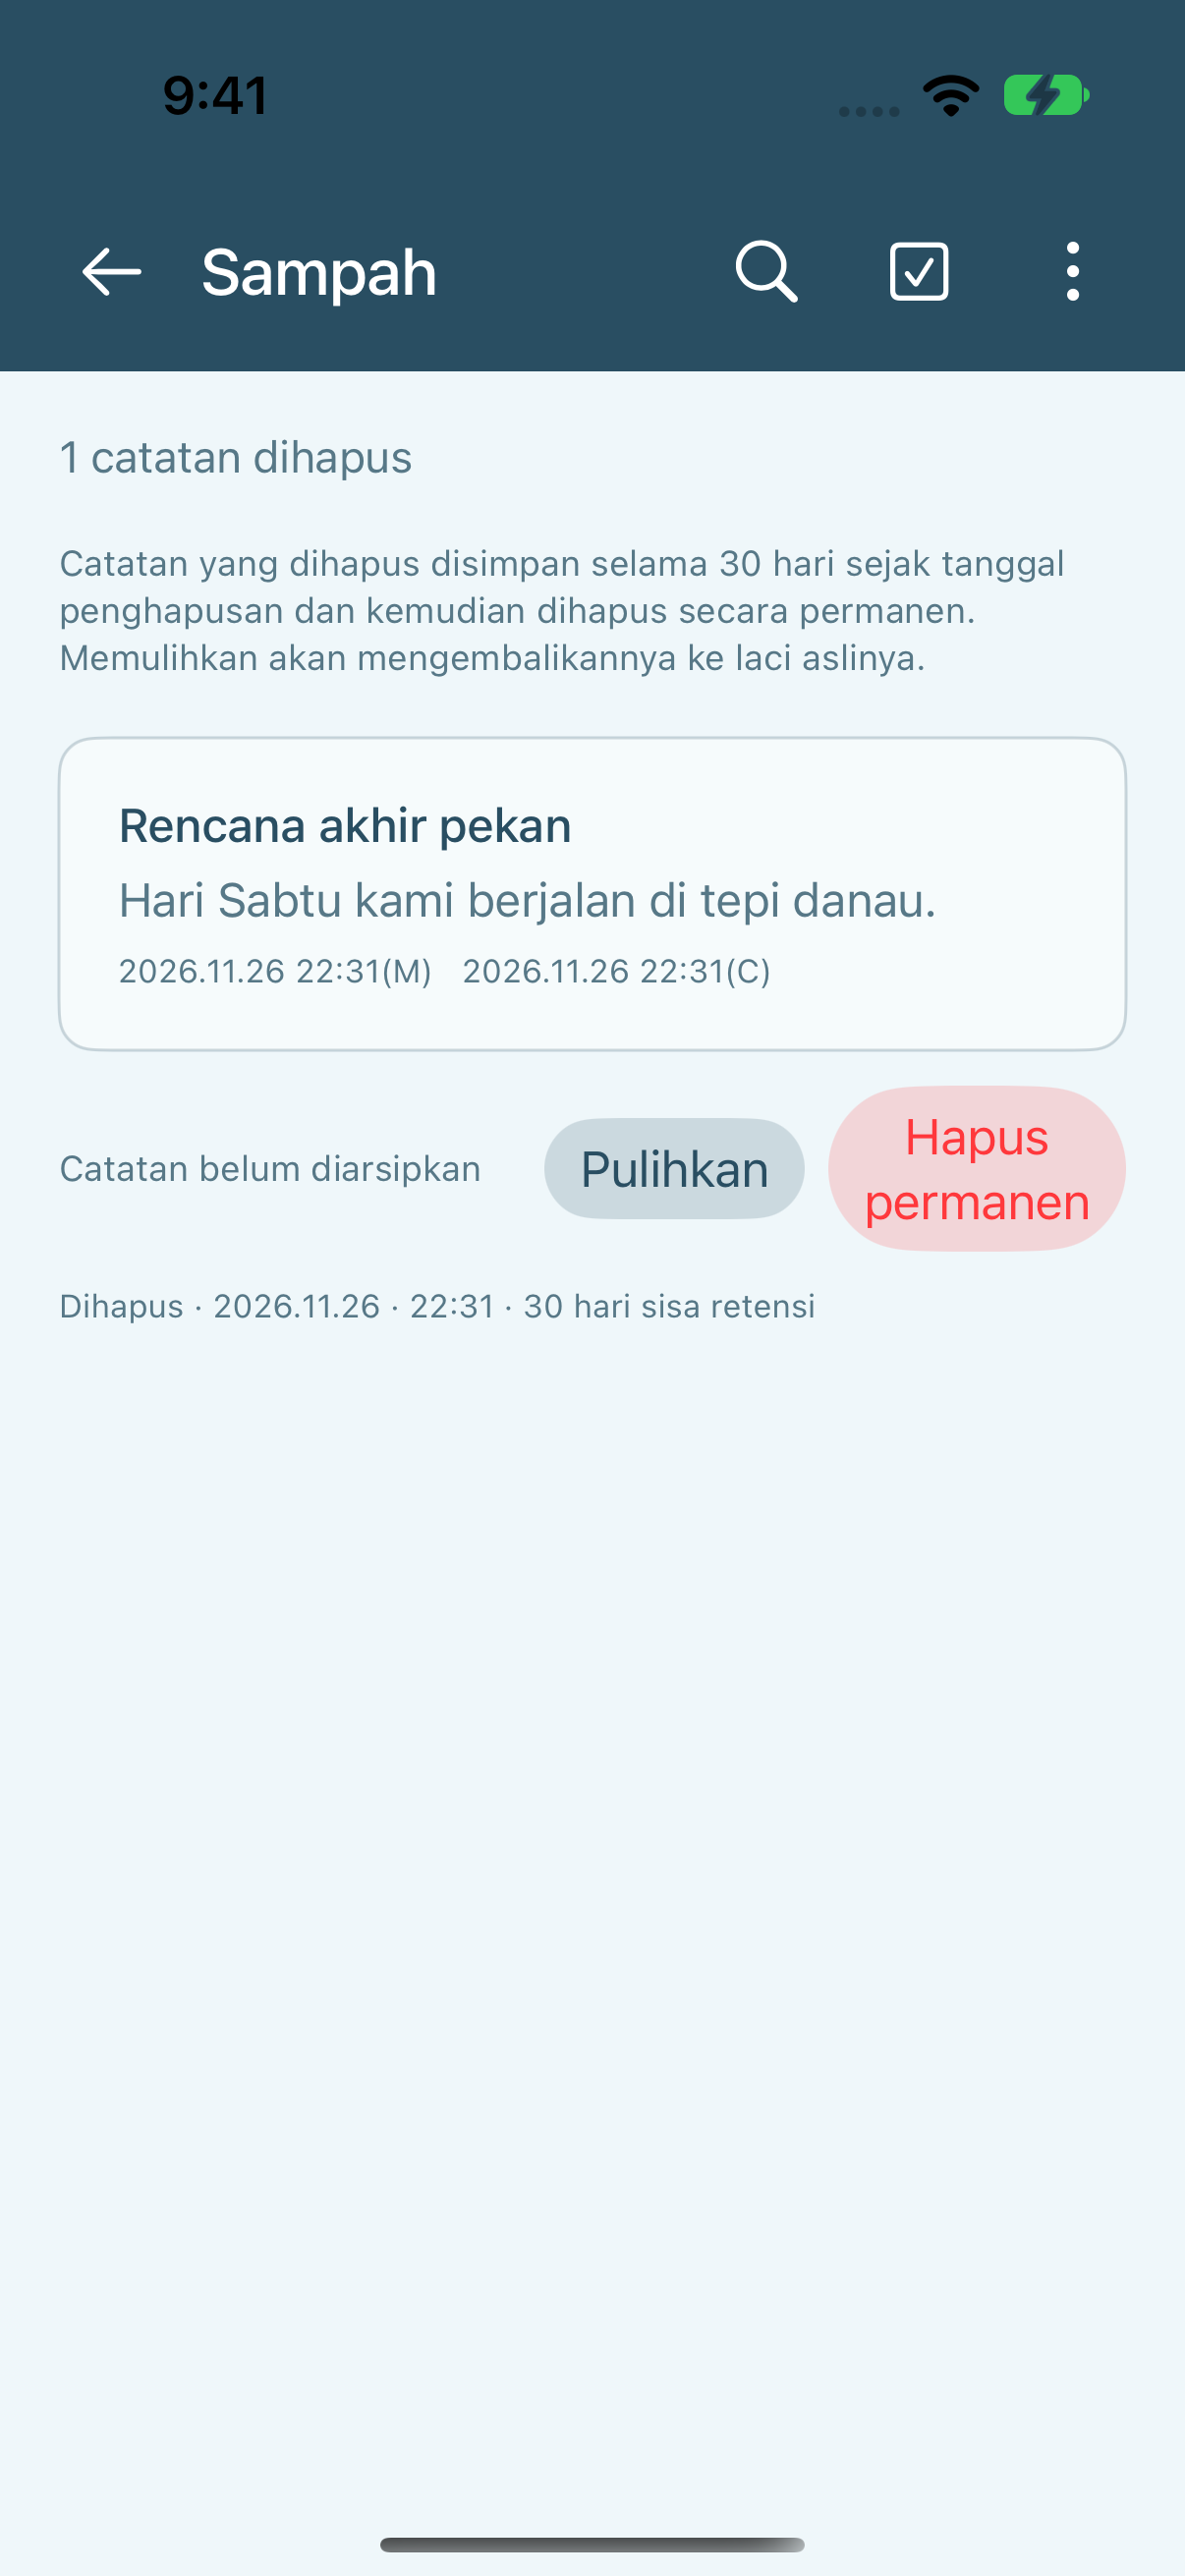 9:41
Sampah
1 catatan dihapus
Catatan yang dihapus disimpan selama 30 hari sejak tanggal
penghapusan dan kemudian dihapus secara permanen.
Memulihkan akan mengembalikannya ke laci aslinya.
Rencana akhir pekan
Hari Sabtu kami berjalan di tepi danau.
2026.11.26 22:31(M) 2026.11.26 22:31(C)
Catatan belum diarsipkan
Pulihkan
Hapus
permanen
Dihapus · 2026.11.26 · 22:31 · 30 hari sisa retensi